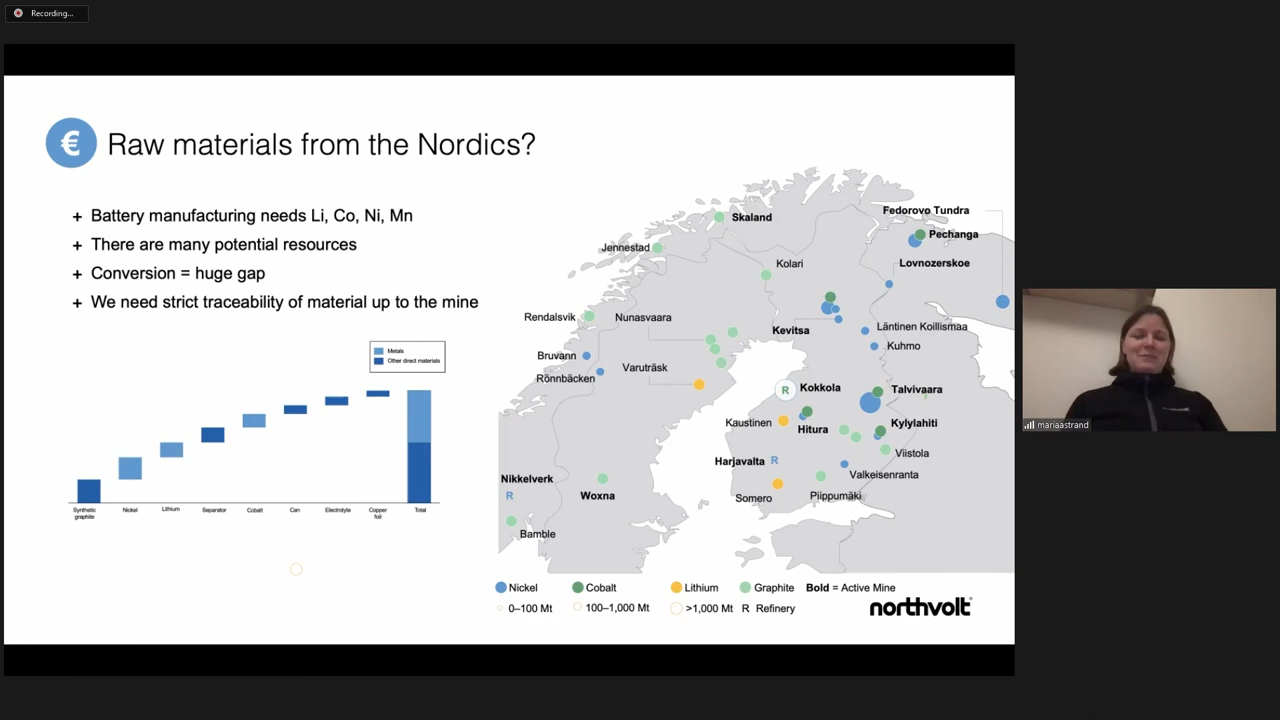 Recording...
€ Raw materials from the Nordics?
+ Battery manufacturing needs Li, Co, Ni, Mn
+ There are many potential resources
+ Conversion = huge gap
+ We need strict traceability of material up to the mine
Metals
Other direct materials
Synthetic
graphite
Nickel
Lithium
Separator
Cobalt
Can
Electrolyte
Copper
foil
Total
Skaland
Fedorovo Tundra
Pechanga
Jennestad
Kolari
Lovnozerskoe
Rendalsvik
Nunasvaara
Kevitsa
Läntinen Koillismaa
Kuhmo
Bruvann
Rönnbäcken
Varuträsk
R
Kokkola
Talvivaara
Kaustinen
Hitura
Kylylahti
Viistola
Harjavalta R
Valkeisenranta
Nikkelverk
R
Woxna
Somero
Piippumäki
Bamble
Nickel
Cobalt
Lithium
Graphite
Bold = Active Mine
0–100 Mt
100–1,000 Mt
>1,000 Mt
R Refinery
northvolt
mariaastrand